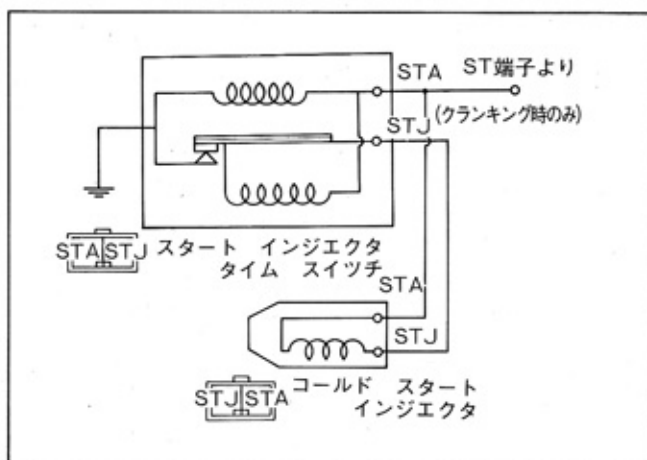 STA
ST端子より
(クランキング時のみ)
STJ
STA STJ
スタート インジエクタ
タイム スイッチ
STA
STJ
STJ STA
コールド スタート
インジエクタ